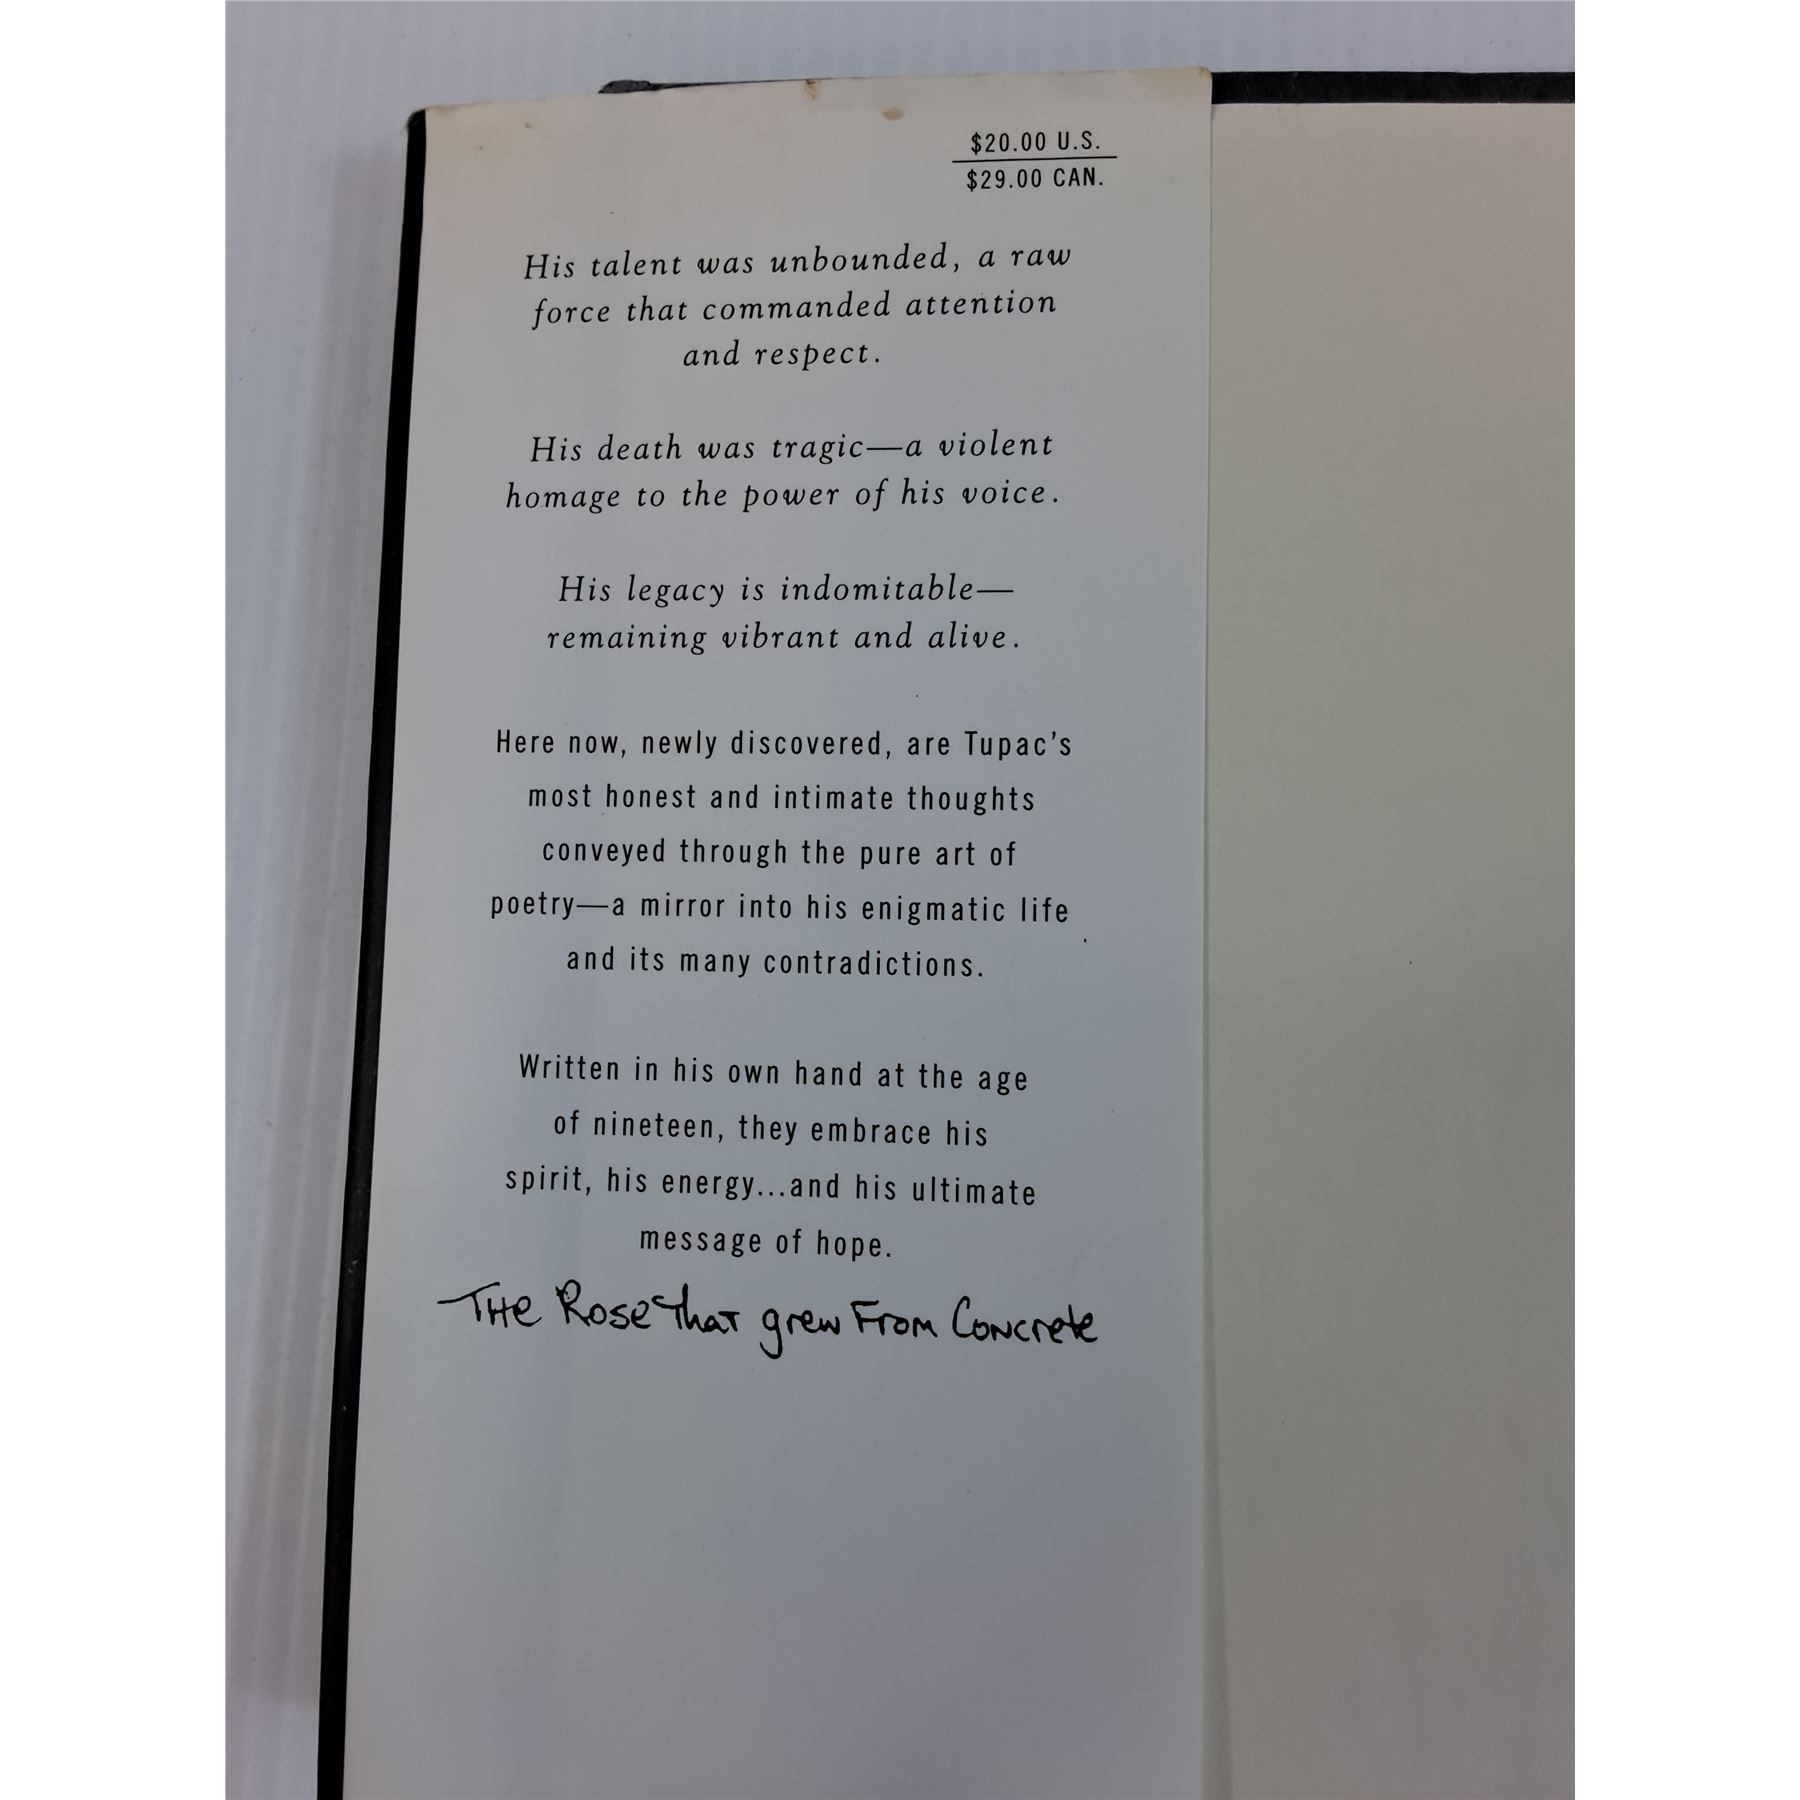 $20.00 U.S.
$29.00 CAN.
His talent was unbounded, a raw
force that commanded attention
and respect.
His death was tragic—a violent
homage to the power of his voice.
His legacy is indomitable—
remaining vibrant and alive.
Here now, newly discovered, are Tupac’s
most honest and intimate thoughts
conveyed through the pure art of
poetry—a mirror into his enigmatic life
and its many contradictions.
Written in his own hand at the age
of nineteen, they embrace his
spirit, his energy...and his ultimate
message of hope.
THe Rose That grew From Concrete